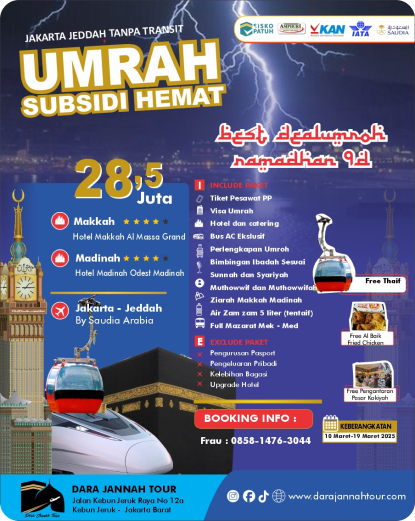 JAKARTA JEDDAH TANPA TRANSIT
UMRAH
SUBSIDI HEMAT
SISKO PATUH
KAN
IATA
SAUDIA
best dealumroh
ramadhan 9d
28,5
Juta
Makkah
Hotel Makkah Al Massa Grand
Madinah
Hotel Madinah Odest Madinah
Jakarta - Jeddah
By Saudia Arabia
I INCLUDE PAKET
Tiket Pesawat PP
Visa Umrah
Hotel dan catering
Bus AC Ekslusif
Perlengkapan Umroh
Bimbingan Ibadah Sesuai
Sunnah dan Syariyah
Muthowwif dan Muthowwifah
Ziarah Makkah Madinah
Air Zam zam 5 liter (tentaif)
Full Mazarat Mek - Med
E EXCLUDE PAKET
Pengurusan Pasport
Pengeluaran Pribadi
Kelebihan Bagasi
Upgrade Hotel
Free Thaif
Free Al Baik
Fried Chicken
Free Pengantaran
Pasar Kakiyah
BOOKING INFO :
Frau : 0858-1476-3044
KEBERANGKATAN
10 Maret-19 Maret 2025
DARA JANNAH TOUR
Jalan Kebun Jeruk Raya No 12a
Kebun Jeruk - Jakarta Barat
www.darajannahtour.com